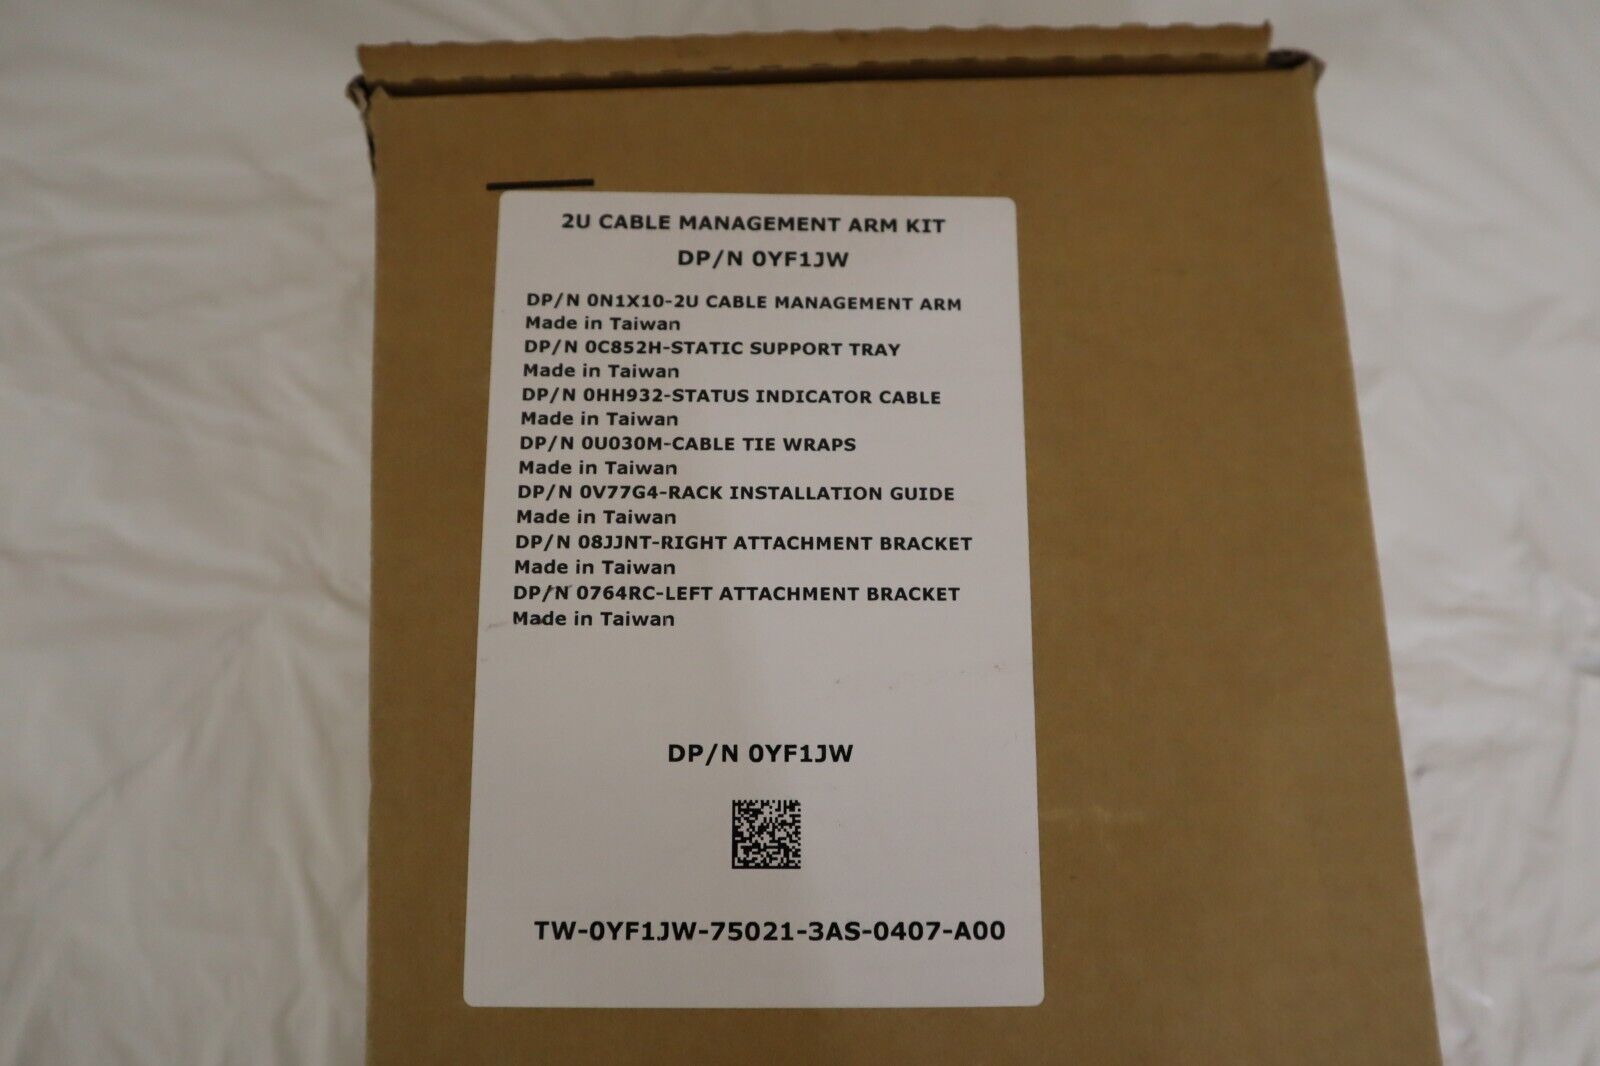 2U CABLE MANAGEMENT ARM KIT
DP/N 0YF1JW
DP/N 0N1X10-2U CABLE MANAGEMENT ARM
Made in Taiwan
DP/N 0C852H-STATIC SUPPORT TRAY
Made in Taiwan
DP/N 0HH932-STATUS INDICATOR CABLE
Made in Taiwan
DP/N 0U030M-CABLE TIE WRAPS
Made in Taiwan
DP/N 0V77G4-RACK INSTALLATION GUIDE
Made in Taiwan
DP/N 08JJNT-RIGHT ATTACHMENT BRACKET
Made in Taiwan
DP/N 0764RC-LEFT ATTACHMENT BRACKET
Made in Taiwan
DP/N 0YF1JW
TW-0YF1JW-75021-3AS-0407-A00